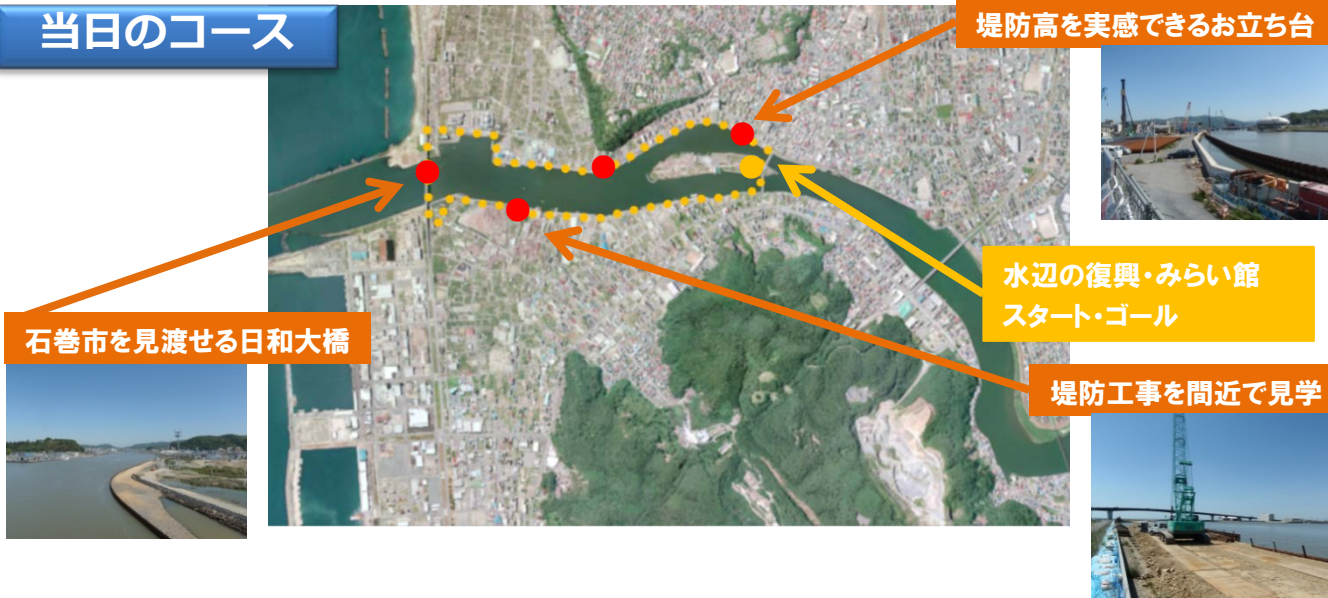 当日のコース
堤防高を実感できるお立ち台
水辺の復興・みらい館
スタート・ゴール
石巻市を見渡せる日和大橋
堤防工事を間近で見学